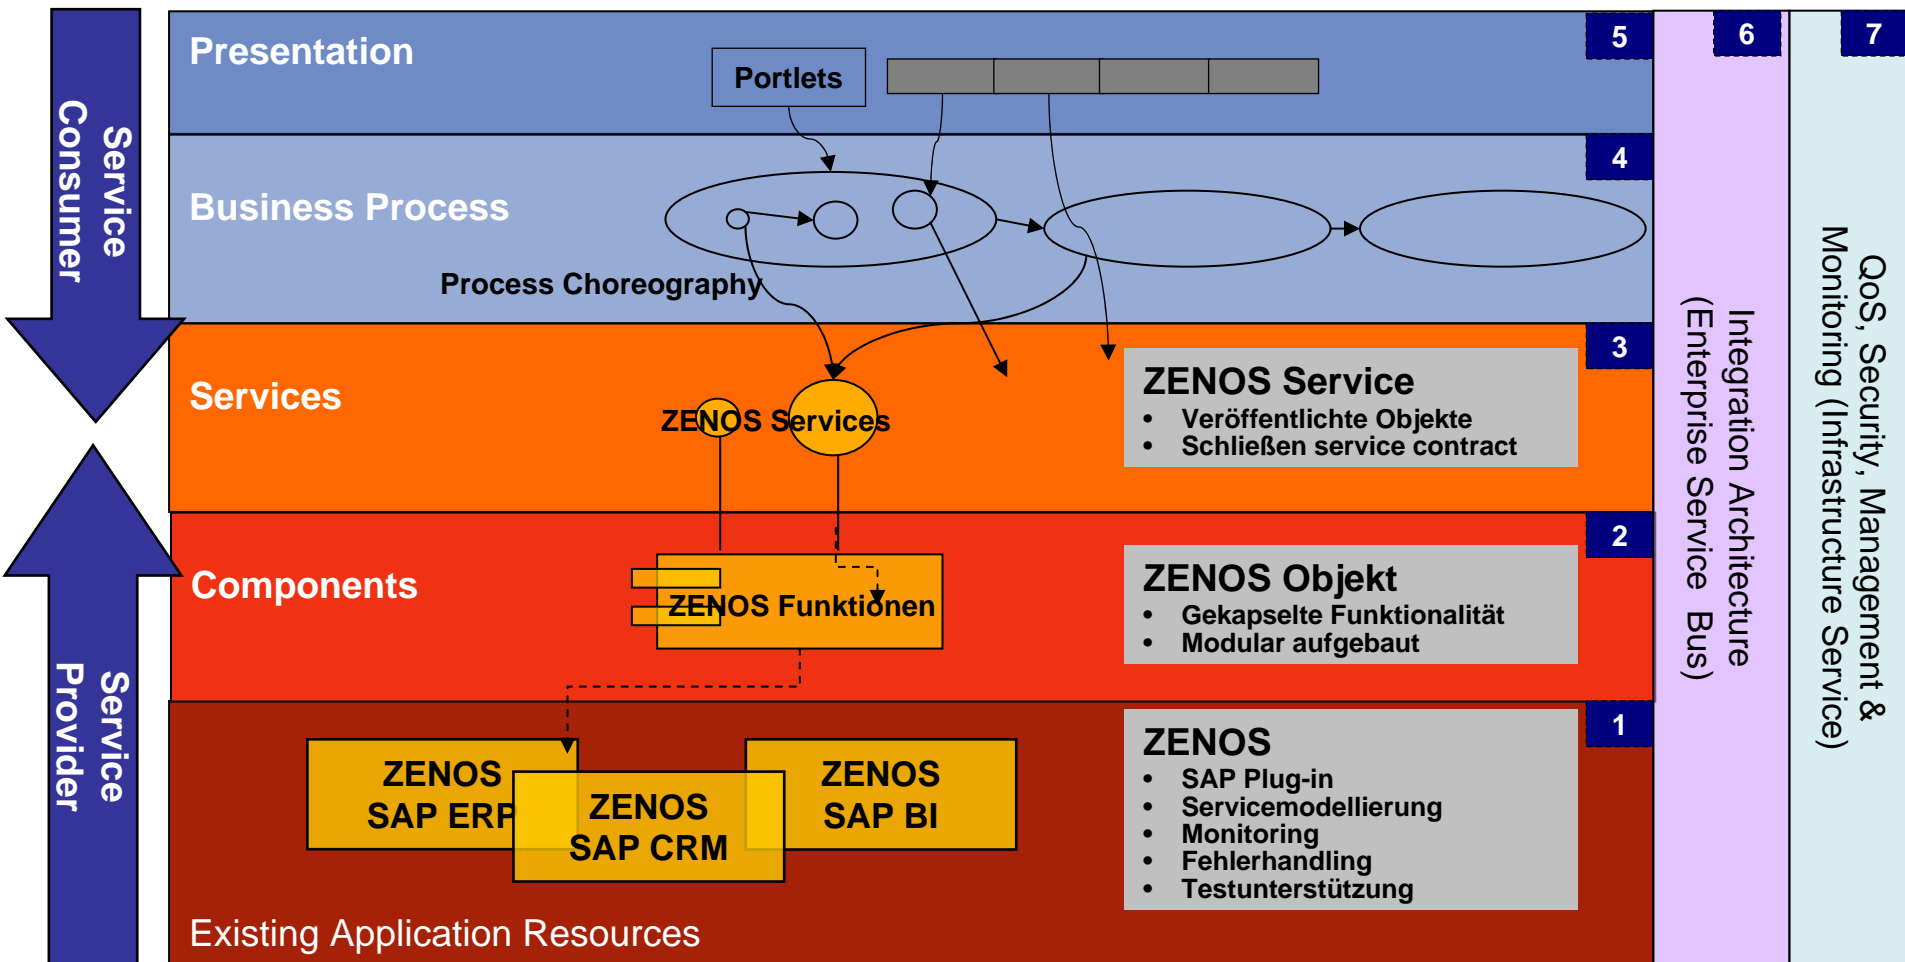 Service
Consumer
Service
Provider
Presentation
Portlets
5
Business Process
Process Choreography
4
Services
ZENOS Services
ZENOS Service
• Veröffentlichte Objekte
• Schließen service contract
3
Components
ZENOS Funktionen
ZENOS Objekt
• Gekapselte Funktionalität
• Modular aufgebaut
2
ZENOS
SAP ERP
ZENOS
SAP CRM
ZENOS
SAP BI
ZENOS
• SAP Plug-in
• Servicemodellierung
• Monitoring
• Fehlerhandling
• Testunterstützung
1
Existing Application Resources
6
Integration Architecture
(Enterprise Service Bus)
7
QoS, Security, Management &
Monitoring (Infrastructure Service)